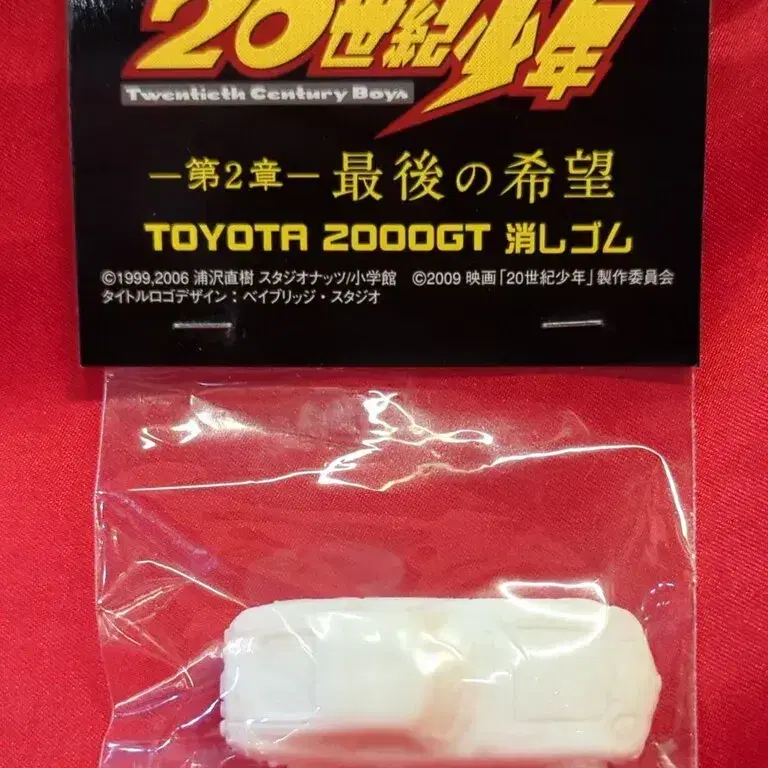 20世紀少年
Twentieth Century Boys
—第2章— 最後の希望
TOYOTA 2000GT 消しゴム
©1999,2006 浦沢直樹 スタジオナッツ/小学館 ©2009 映画「20世紀少年」製作委員会
タイトルロゴデザイン:ベイブリッジ・スタジオ